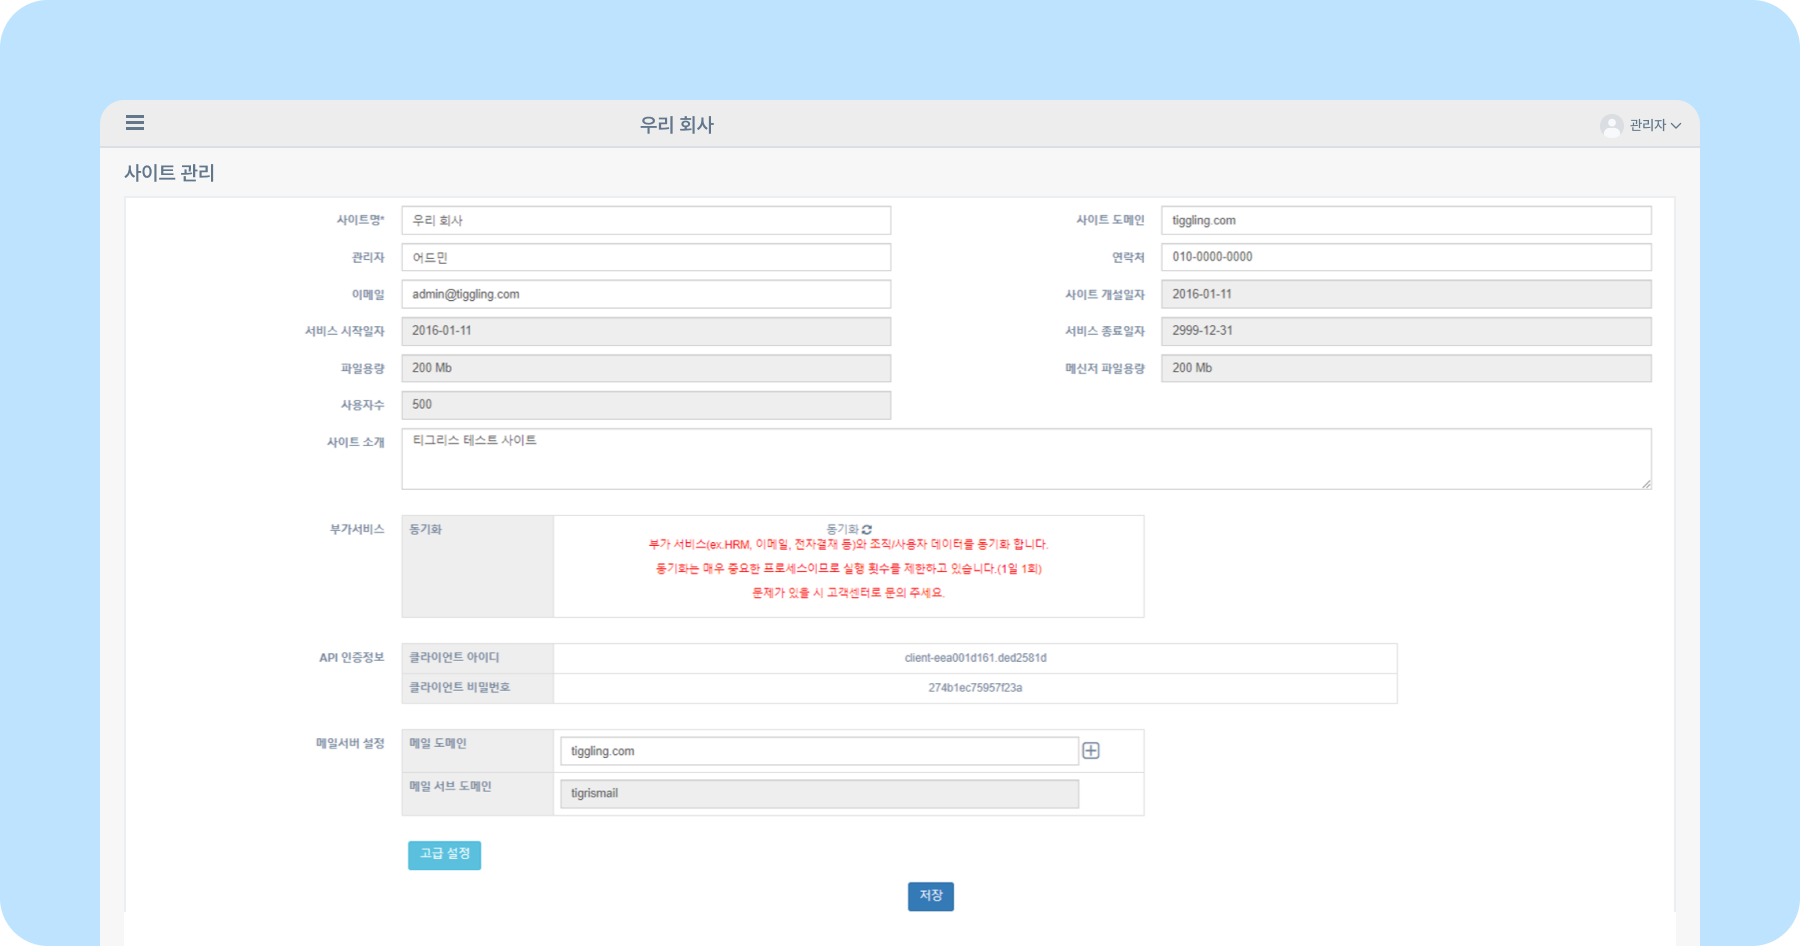 우리 회사
관리자
사이트 관리
사이트명* 우리 회사 사이트 도메인 tiggling.com
관리자 어드민 연락처 010-0000-0000
이메일 admin@tiggling.com 사이트 개설일자 2016-01-11
서비스 시작일자 2016-01-11 서비스 종료일자 2999-12-31
파일용량 200 Mb 메신저 파일용량 200 Mb
사용자수 500
사이트 소개 티그리스 테스트 사이트
부가서비스 동기화 동기화
부가 서비스(ex.HRM, 이메일, 전자결재 등)와 조직/사용자 데이터를 동기화 합니다.
동기화는 매우 중요한 프로세스이므로 실행 횟수를 제한하고 있습니다.(1일 1회)
문제가 있을 시 고객센터로 문의 주세요.
API 인증정보 클라이언트 아이디 client-eea001d161.ded2581d
클라이언트 비밀번호 274b1ec75957f23a
메일서버 설정 메일 도메인 tiggling.com
메일 서브 도메인 tigrismail
고급 설정
저장